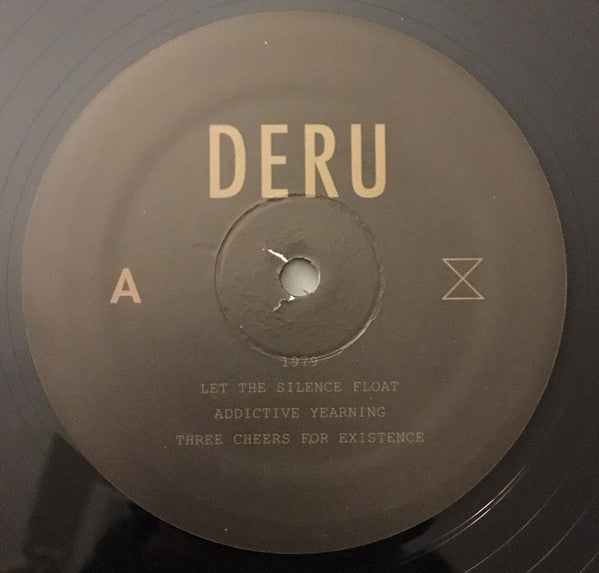 DERU
A
1979
LET THE SILENCE FLOAT
ADDICTIVE YEARNING
THREE CHEERS FOR EXISTENCE